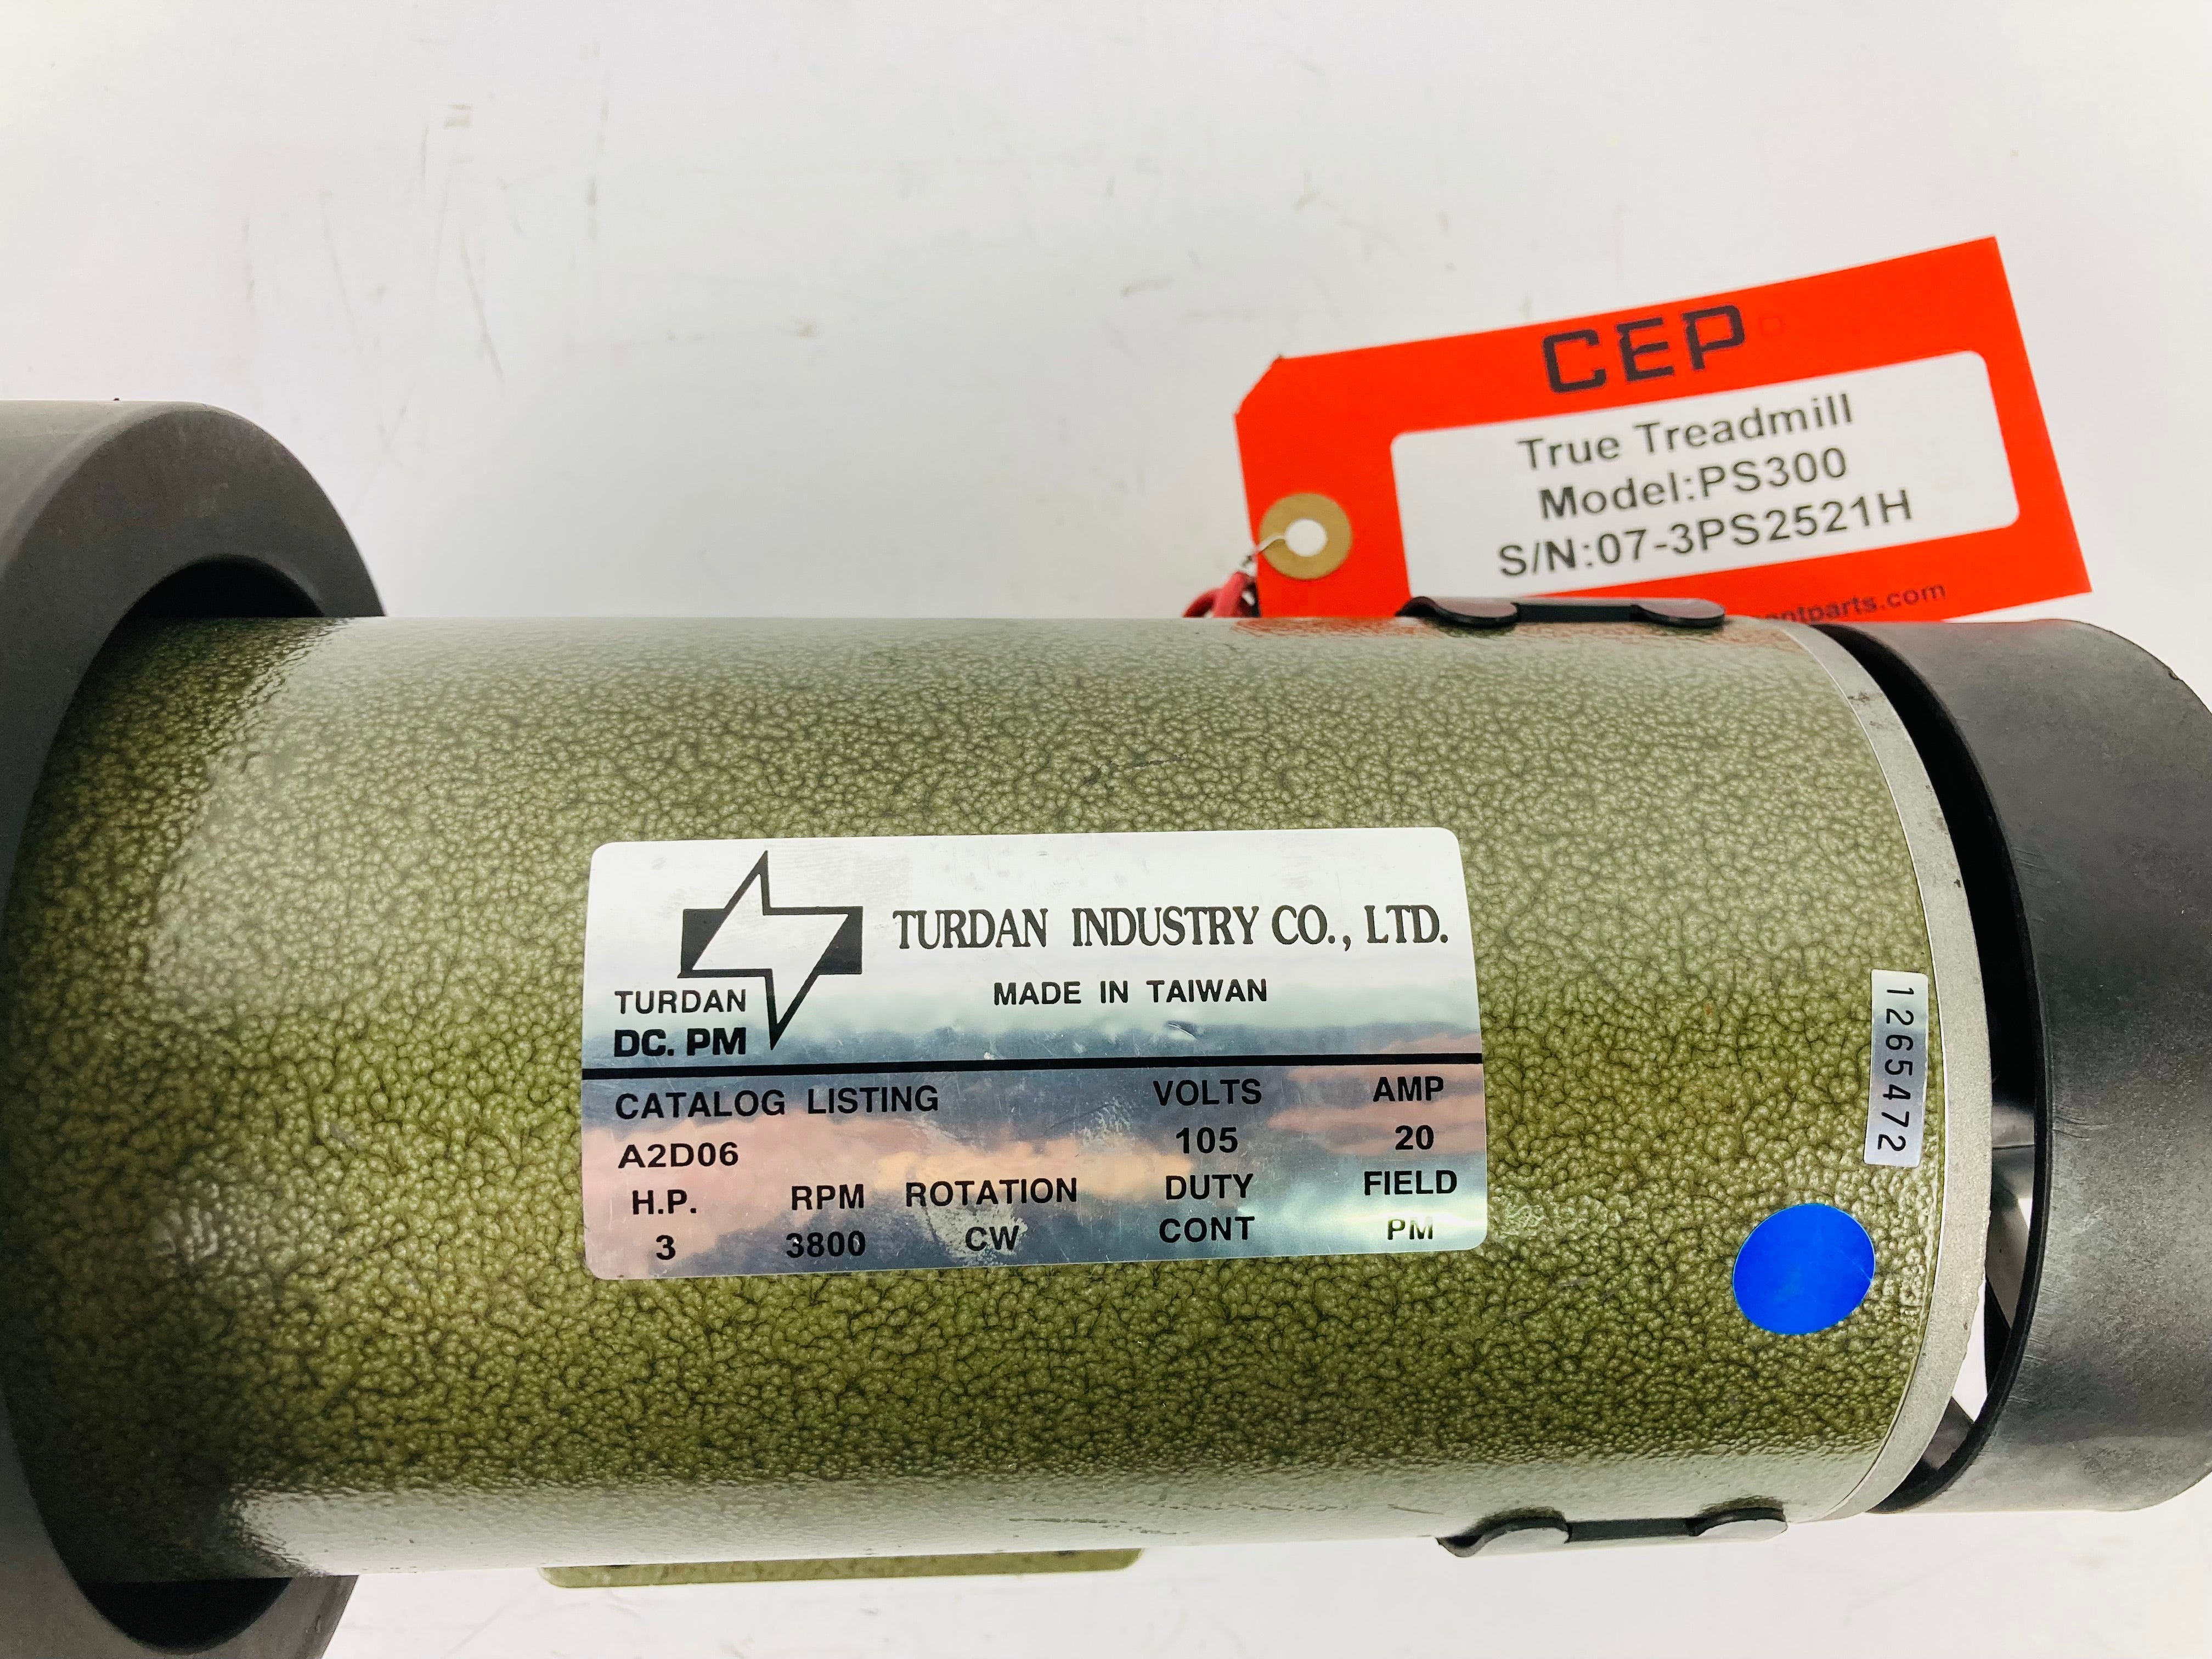 CEP
True Treadmill
Model:PS300
S/N:07-3PS2521H
TURDAN INDUSTRY CO., LTD.
MADE IN TAIWAN
TURDAN
DC. PM
CATALOG LISTING VOLTS AMP
A2D06 105 20
H.P. RPM ROTATION DUTY FIELD
3 3800 CW CONT PM
1265472